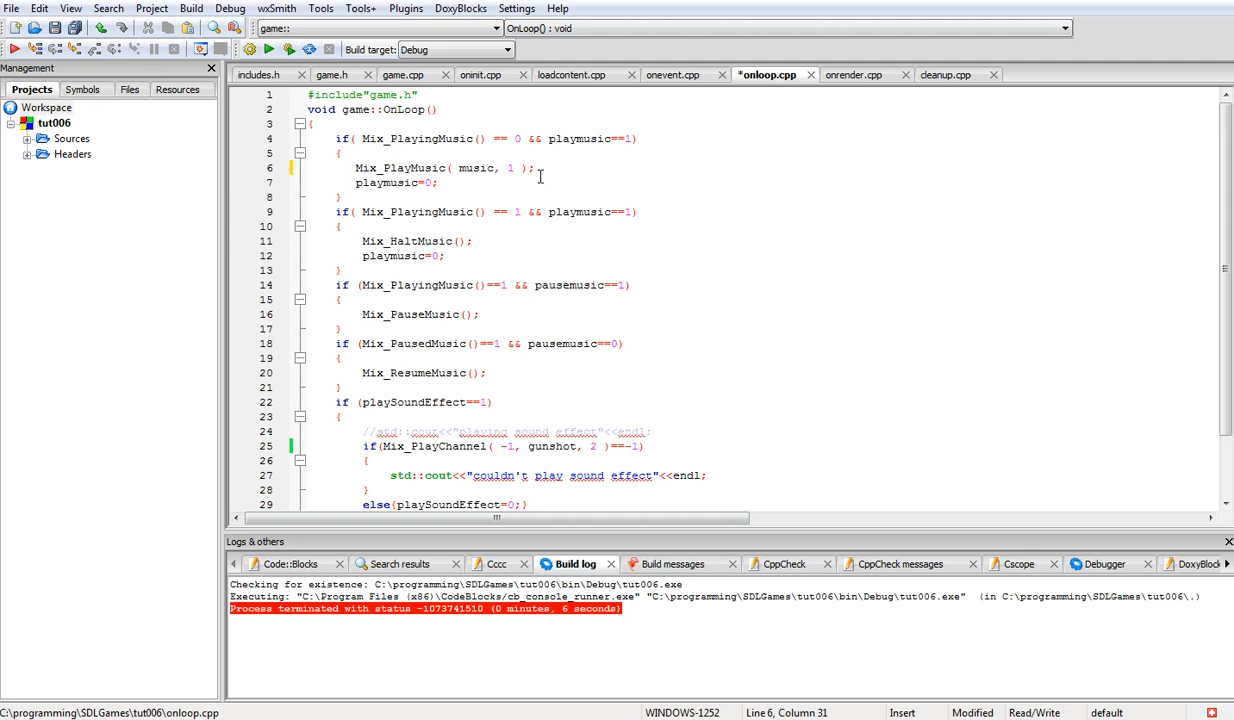 File Edit View Search Project Build Debug wxSmith Tools Tools+ Plugins DoxyBlocks Settings Help
game:: OnLoop() : void
Build target: Debug
Management
Projects Symbols Files Resources
Workspace
tut006
Sources
Headers
includes.h game.h game.cpp oninit.cpp loadcontent.cpp onevent.cpp *onloop.cpp onrender.cpp cleanup.cpp
1 #include"game.h"
2 void game::OnLoop()
3 {
4 if( Mix_PlayingMusic() == 0 && playmusic==1)
5 {
6 Mix_PlayMusic( music, 1 );
7 playmusic=0;
8 }
9 if( Mix_PlayingMusic() == 1 && playmusic==1)
10 {
11 Mix_HaltMusic();
12 playmusic=0;
13 }
14 if (Mix_PlayingMusic()==1 && pausemusic==1)
15 {
16 Mix_PauseMusic();
17 }
18 if (Mix_PausedMusic()==1 && pausemusic==0)
19 {
20 Mix_ResumeMusic();
21 }
22 if (playSoundEffect==1)
23 {
24 //std::cout<<"playing sound effect"<<endl;
25 if(Mix_PlayChannel( -1, gunshot, 2 )==-1)
26 {
27 std::cout<<"couldn't play sound effect"<<endl;
28 }
29 else{playSoundEffect=0;}
Logs & others
Code::Blocks Search results Cccc Build log Build messages CppCheck CppCheck messages Cscope Debugger DoxyBlock
Checking for existence: C:\programming\SDLGames\tut006\bin\Debug\tut006.exe
Executing: "C:\Program Files (x86)\CodeBlocks/cb_console_runner.exe" "C:\programming\SDLGames\tut006\bin\Debug\tut006.exe" (in C:\programming\SDLGames\tut006\.)
Process terminated with status -1073741510 (0 minutes, 6 seconds)
C:\programming\SDLGames\tut006\onloop.cpp WINDOWS-1252 Line 6, Column 31 Insert Modified Read/Write default